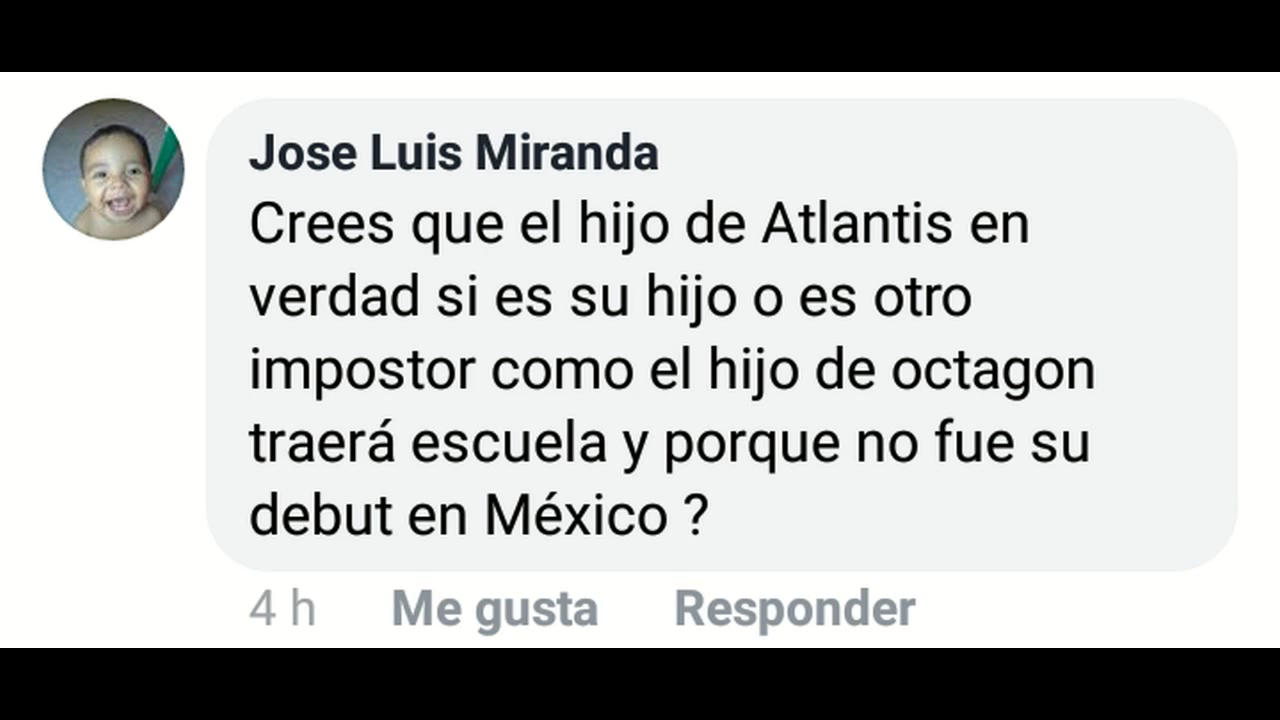 Jose Luis Miranda
Crees que el hijo de Atlantis en
verdad si es su hijo o es otro
impostor como el hijo de octagon
traerá escuela y porque no fue su
debut en México ?
4 h Me gusta Responder